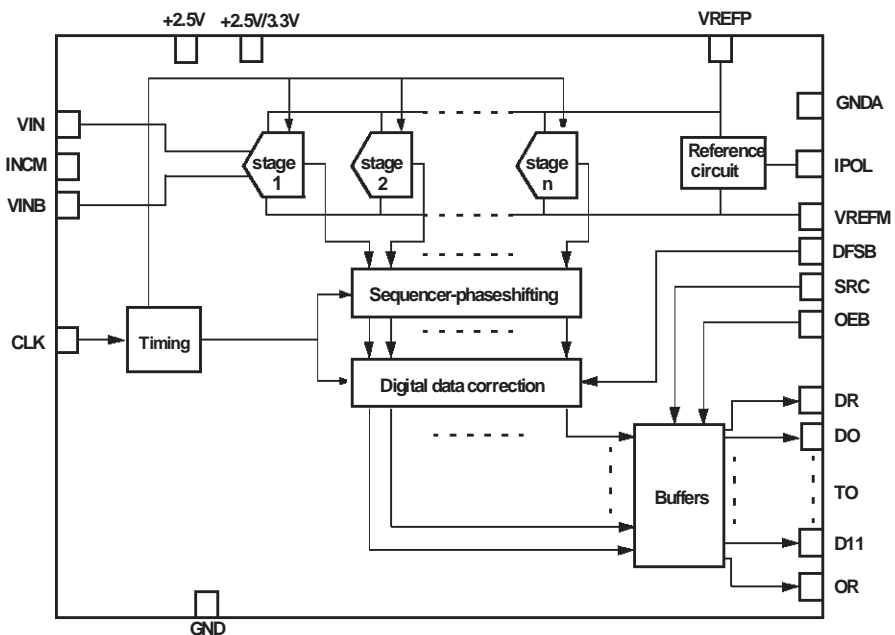 +2.5V
+2.5V/3.3V
VREFP
GNDA
VIN
INCM
VINB
stage
1
stage
2
stage
n
Reference
circuit
IPOL
VREFM
DFSB
SRC
OEB
Sequencer-phaseshifting
CLK
Timing
Digital data correction
DR
DO
Buffers
TO
D11
OR
GND